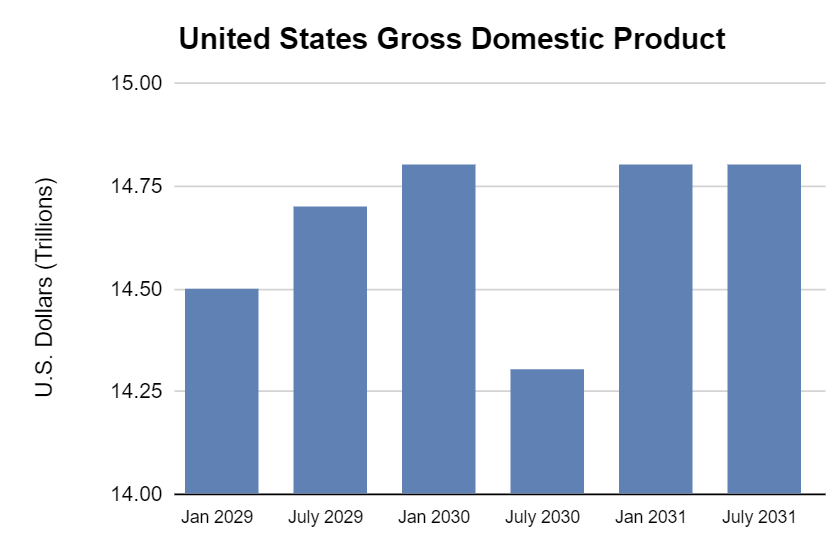 United States Gross Domestic Product
U.S. Dollars (Trillions)
15.00
14.75
14.50
14.25
14.00
Jan 2029
July 2029
Jan 2030
July 2030
Jan 2031
July 2031